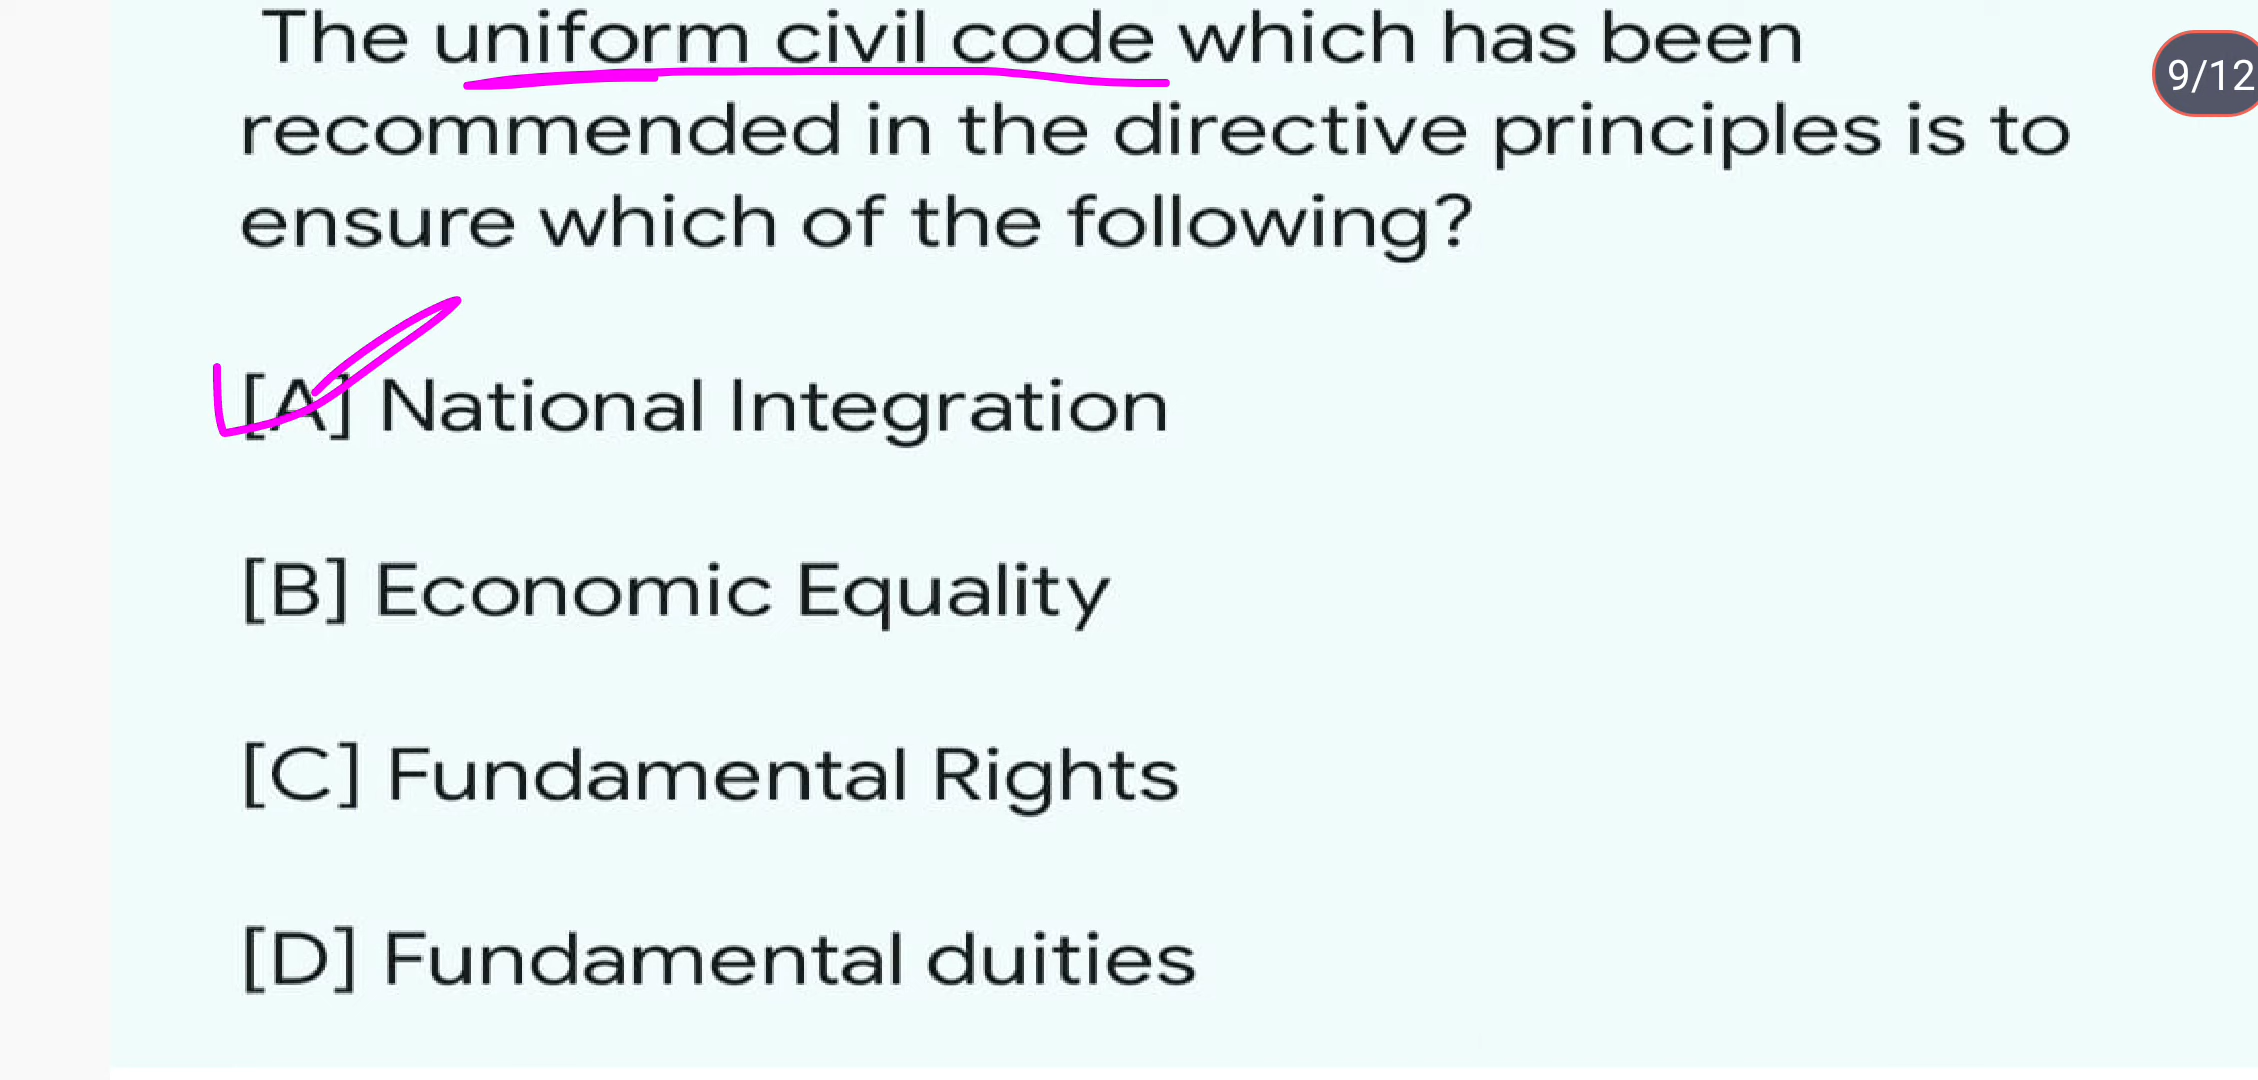 The uniform civil code which has been
9/12
recommended in the directive principles is to
ensure which of the following?
[A] National Integration
[B] Economic Equality
[C] Fundamental Rights
[D] Fundamental duities